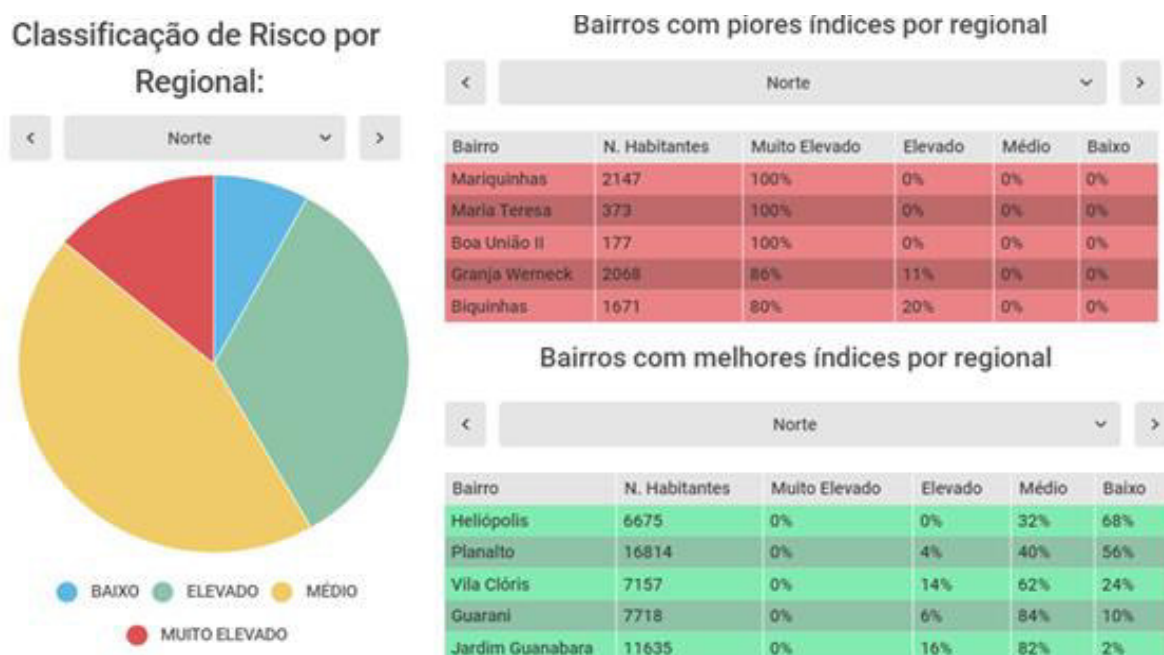 Classificação de Risco por
Regional:
Norte
BAIXO ELEVADO MÉDIO
MUITO ELEVADO
Bairros com piores índices por regional
Norte
Bairro N. Habitantes Muito Elevado Elevado Médio Baixo
Mariquinhas 2147 100% 0% 0% 0%
Maria Teresa 373 100% 0% 0% 0%
Boa União II 177 100% 0% 0% 0%
Granja Werneck 2068 86% 11% 0% 0%
Biquinhas 1671 80% 20% 0% 0%
Bairros com melhores índices por regional
Norte
Bairro N. Habitantes Muito Elevado Elevado Médio Baixo
Heliópolis 6675 0% 0% 32% 68%
Planalto 16814 0% 4% 40% 56%
Vila Clóris 7157 0% 14% 62% 24%
Guarani 7718 0% 6% 84% 10%
Jardim Guanabara 11635 0% 16% 82% 2%